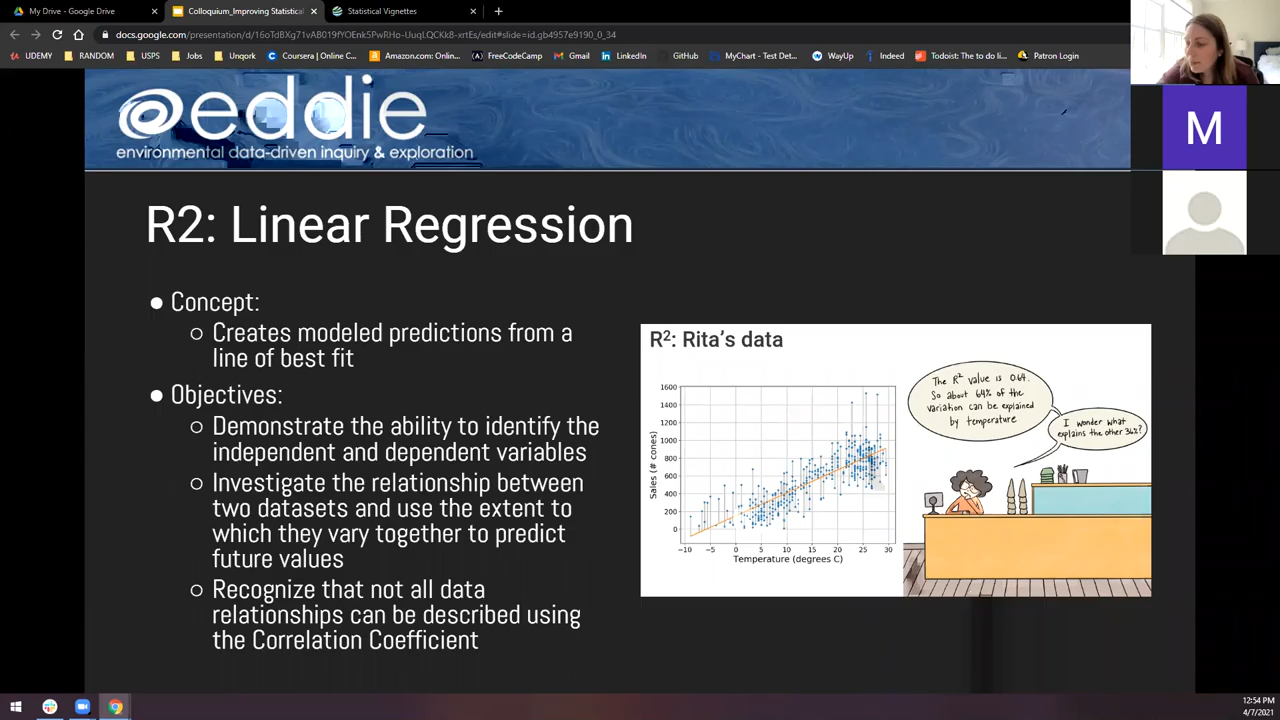 My Drive - Google Drive
Colloquium_Improving Statistical
Statistical Vignettes
docs.google.com/presentation/d/16oTdBXg71vAB019fYOEnk5PwRHo-UuqLQCKk8-xrtEs/edit#slide=id.gb4957e9190_0_34
UDEMY RANDOM USPS Jobs Unqork Coursera | Online C... Amazon.com: Onlin... FreeCodeCamp Gmail LinkedIn GitHub MyChart - Test Det... WayUp Indeed Todoist: The to do li... Patron Login
eddie
environmental data-driven inquiry & exploration
M
R2: Linear Regression
● Concept:
○ Creates modeled predictions from a
line of best fit
● Objectives:
○ Demonstrate the ability to identify the
independent and dependent variables
○ Investigate the relationship between
two datasets and use the extent to
which they vary together to predict
future values
○ Recognize that not all data
relationships can be described using
the Correlation Coefficient
R²: Rita's data
1600
1400
1200
1000
800
600
400
200
0
Sales (# cones)
−10 −5 0 5 10 15 20 25 30
Temperature (degrees C)
The R² value is 0.64.
So about 64% of the
variation can be explained
by temperature
I wonder what
explains the other 36%?
12:54 PM
4/7/2021